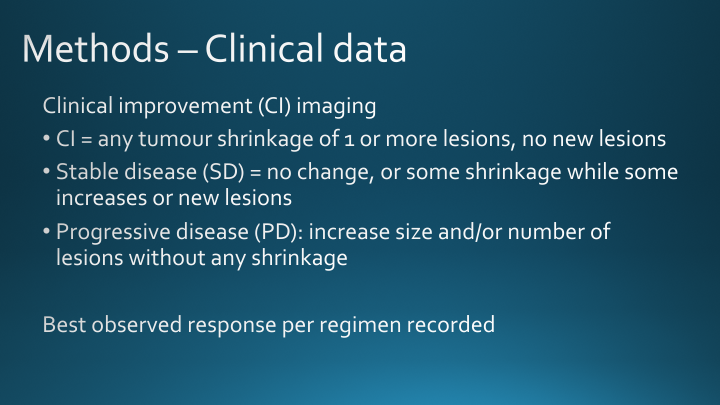 Methods – Clinical data
Clinical improvement (CI) imaging
• CI = any tumour shrinkage of 1 or more lesions, no new lesions
• Stable disease (SD) = no change, or some shrinkage while some
increases or new lesions
• Progressive disease (PD): increase size and/or number of
lesions without any shrinkage
Best observed response per regimen recorded